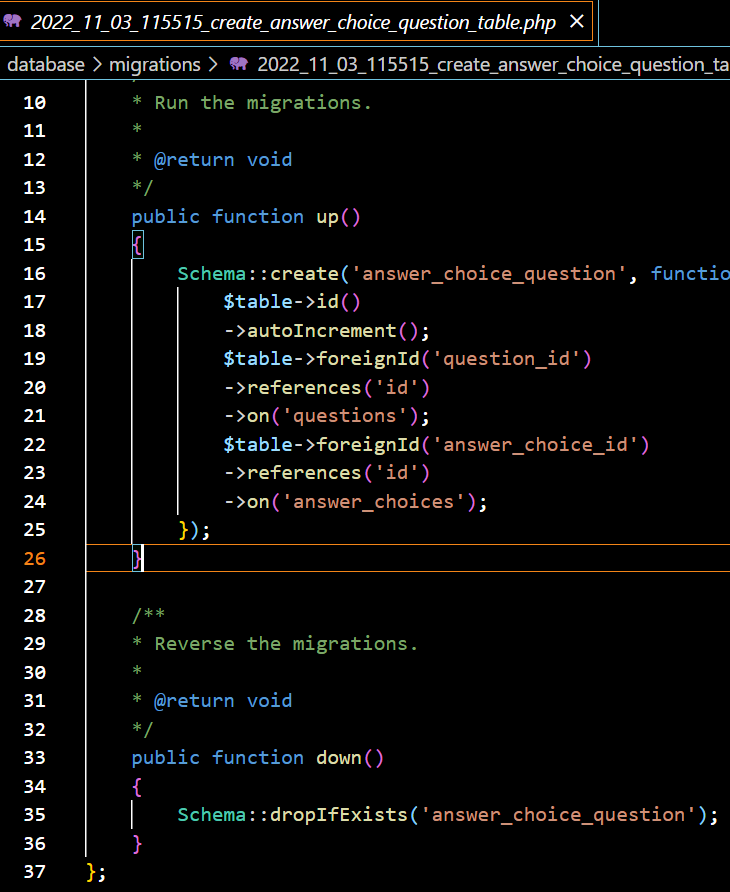 2022_11_03_115515_create_answer_choice_question_table.php ×
database > migrations > 2022_11_03_115515_create_answer_choice_question_ta
10 * Run the migrations.
11 *
12 * @return void
13 */
14 public function up()
15 {
16 Schema::create('answer_choice_question', functio
17 $table->id()
18 ->autoIncrement();
19 $table->foreignId('question_id')
20 ->references('id')
21 ->on('questions');
22 $table->foreignId('answer_choice_id')
23 ->references('id')
24 ->on('answer_choices');
25 });
26 }
27
28 /**
29 * Reverse the migrations.
30 *
31 * @return void
32 */
33 public function down()
34 {
35 Schema::dropIfExists('answer_choice_question');
36 }
37 };